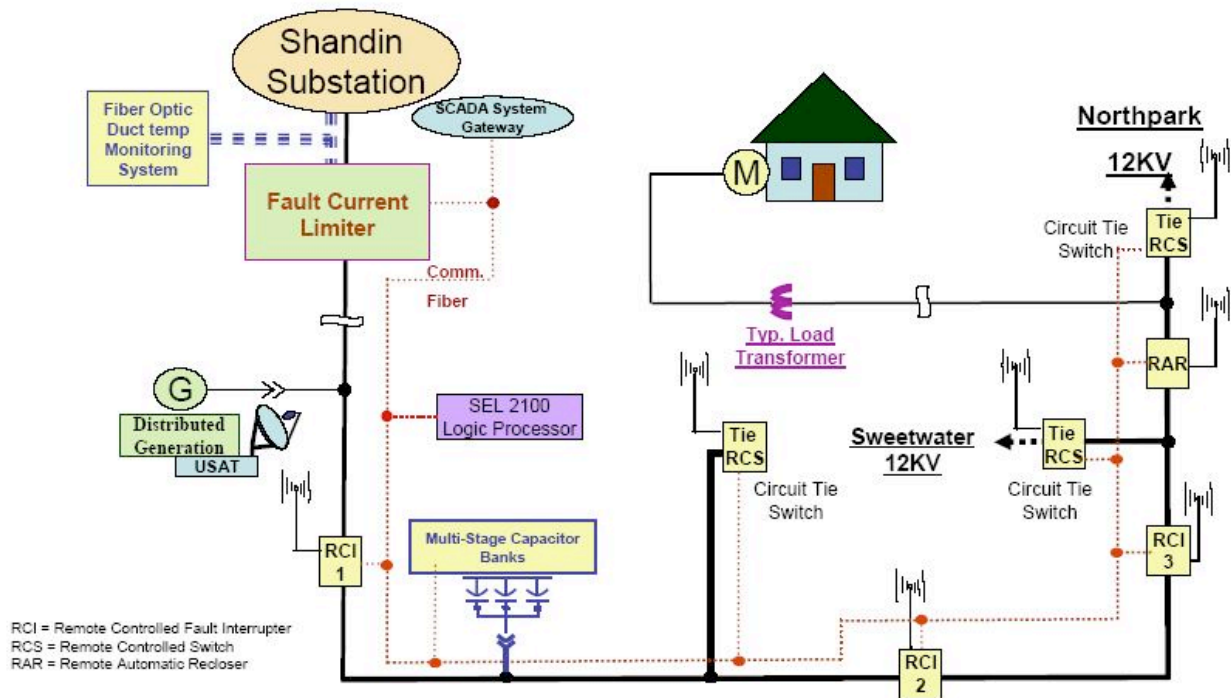 Shandin
Substation
Fiber Optic
Duct temp
Monitoring
System
SCADA System
Gateway
Fault Current
Limiter
Comm.
Fiber
G
Distributed
Generation
USAT
SEL 2100
Logic Processor
RCI
1
Multi-Stage Capacitor
Banks
M
Typ. Load
Transformer
Northpark
12KV
Circuit Tie
Switch
Tie
RCS
RAR
Tie
RCS
Circuit Tie
Switch
Sweetwater
12KV
Tie
RCS
Circuit Tie
Switch
RCI
3
RCI
2
RCI = Remote Controlled Fault Interrupter
RCS = Remote Controlled Switch
RAR = Remote Automatic Recloser